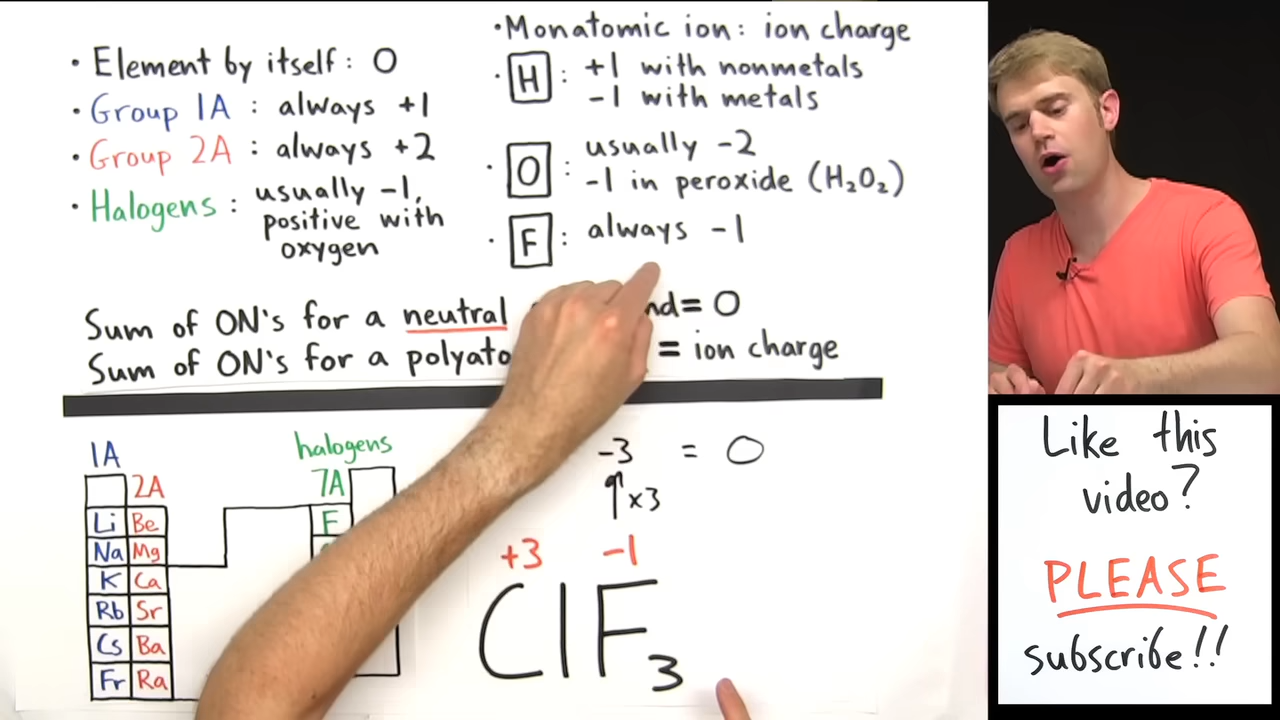 • Element by itself: 0
• Group 1A : always +1
• Group 2A : always +2
• Halogens : usually -1,
positive with
oxygen
• Monatomic ion: ion charge
• H : +1 with nonmetals
-1 with metals
• O : usually -2
-1 in peroxide (H₂O₂)
• F : always -1
Sum of ON's for a neutral = 0
Sum of ON's for a = ion charge
1A
2A
halogens
7A
Li Be
Na Mg
K Ca
Rb Sr
Cs Ba
Fr Ra
F
-3 = 0
x3
+3 -1
ClF₃
Like this
video?
PLEASE
subscribe!!